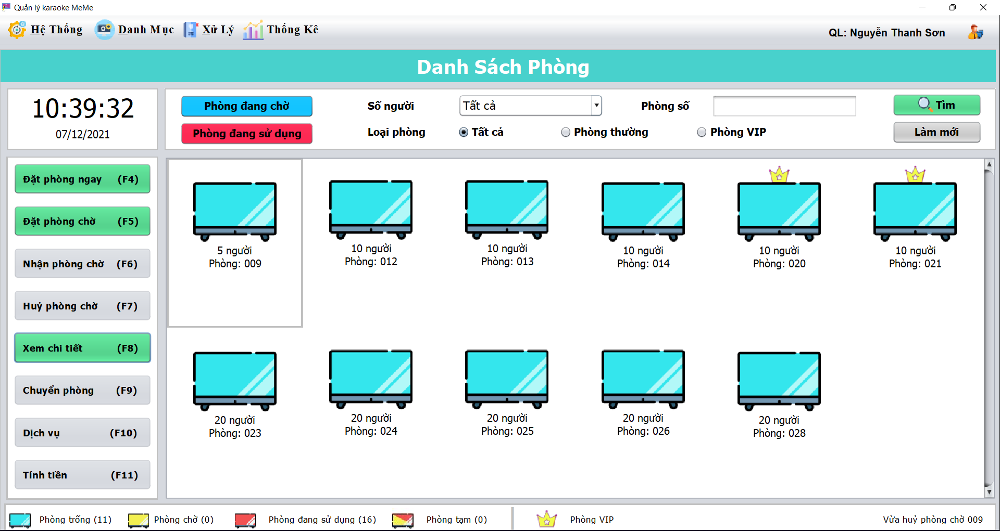 Quản lý karaoke MeMe
Hệ Thống Danh Mục Xử Lý Thống Kê
QL: Nguyễn Thanh Sơn
Danh Sách Phòng
10:39:32
07/12/2021
Phòng đang chờ
Phòng đang sử dụng
Số người Tất cả
Phòng số
Tìm
Loại phòng Tất cả Phòng thường Phòng VIP
Làm mới
Đặt phòng ngay (F4)
Đặt phòng chờ (F5)
Nhận phòng chờ (F6)
Huỷ phòng chờ (F7)
Xem chi tiết (F8)
Chuyển phòng (F9)
Dịch vụ (F10)
Tính tiền (F11)
5 người
Phòng: 009
10 người
Phòng: 012
10 người
Phòng: 013
10 người
Phòng: 014
10 người
Phòng: 020
10 người
Phòng: 021
20 người
Phòng: 023
20 người
Phòng: 024
20 người
Phòng: 025
20 người
Phòng: 026
20 người
Phòng: 028
Phòng trống (11) Phòng chờ (0) Phòng đang sử dụng (16) Phòng tạm (0) Phòng VIP
Vừa huỷ phòng chờ 009